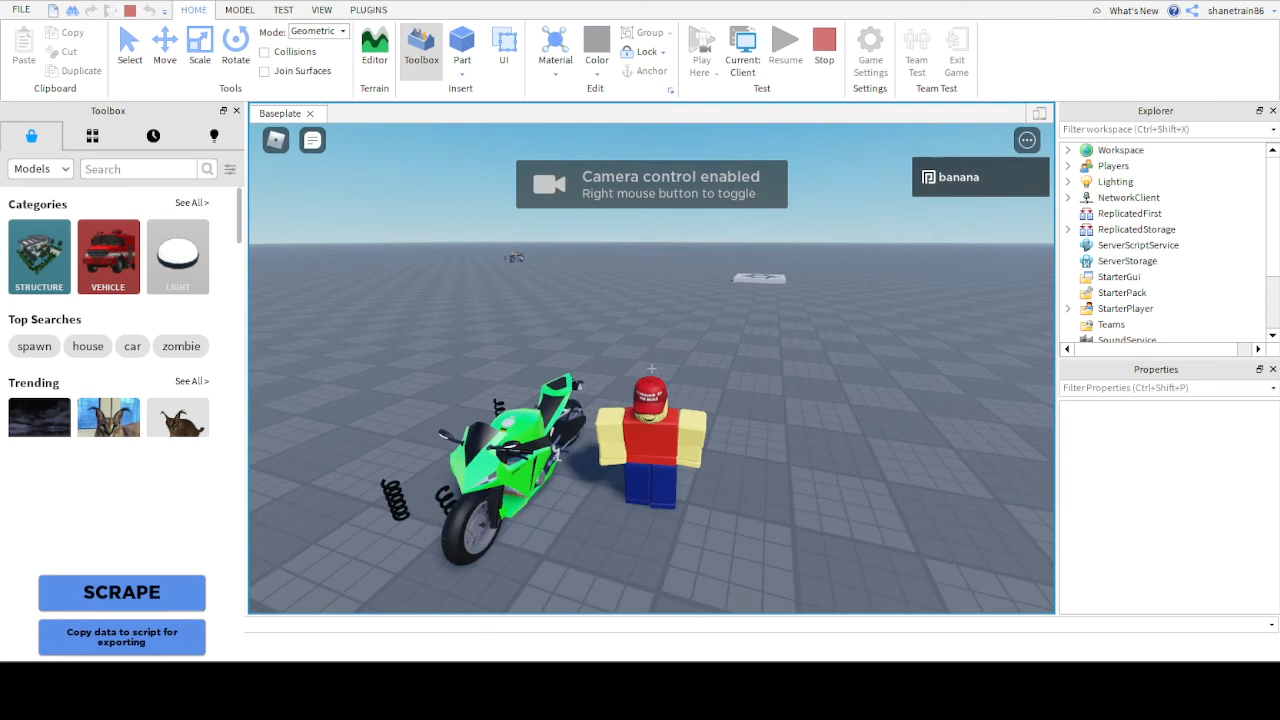 FILE HOME MODEL TEST VIEW PLUGINS What's New shanetrain86
Paste Copy Cut Duplicate Clipboard
Select Move Scale Rotate Mode: Geometric Collisions Join Surfaces Tools
Editor Terrain
Toolbox Part UI Insert
Material Color Group Lock Anchor Edit
Play Here Current: Client Resume Stop Test
Game Settings Settings
Team Test Exit Game Team Test
Toolbox
Models Search
Categories See All >
STRUCTURE VEHICLE LIGHT
Top Searches
spawn house car zombie
Trending See All >
SCRAPE
Copy data to script for
exporting
Baseplate
Camera control enabled
Right mouse button to toggle
banana
Explorer
Filter workspace (Ctrl+Shift+X)
Workspace
Players
Lighting
NetworkClient
ReplicatedFirst
ReplicatedStorage
ServerScriptService
ServerStorage
StarterGui
StarterPack
StarterPlayer
Teams
SoundService
Properties
Filter Properties (Ctrl+Shift+P)